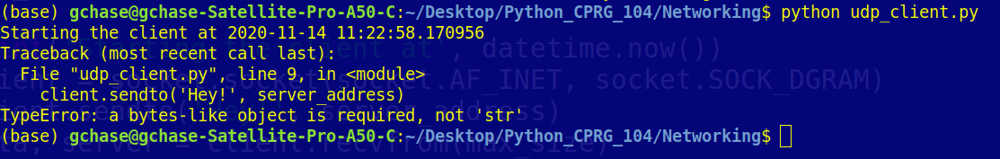 (base) gchase@gchase-Satellite-Pro-A50-C:~/Desktop/Python_CPRG_104/Networking$ python udp_client.py
Starting the client at 2020-11-14 11:22:58.170956
Traceback (most recent call last):
  File "udp_client.py", line 9, in <module>
    client.sendto('Hey!', server_address)
TypeError: a bytes-like object is required, not 'str'
(base) gchase@gchase-Satellite-Pro-A50-C:~/Desktop/Python_CPRG_104/Networking$